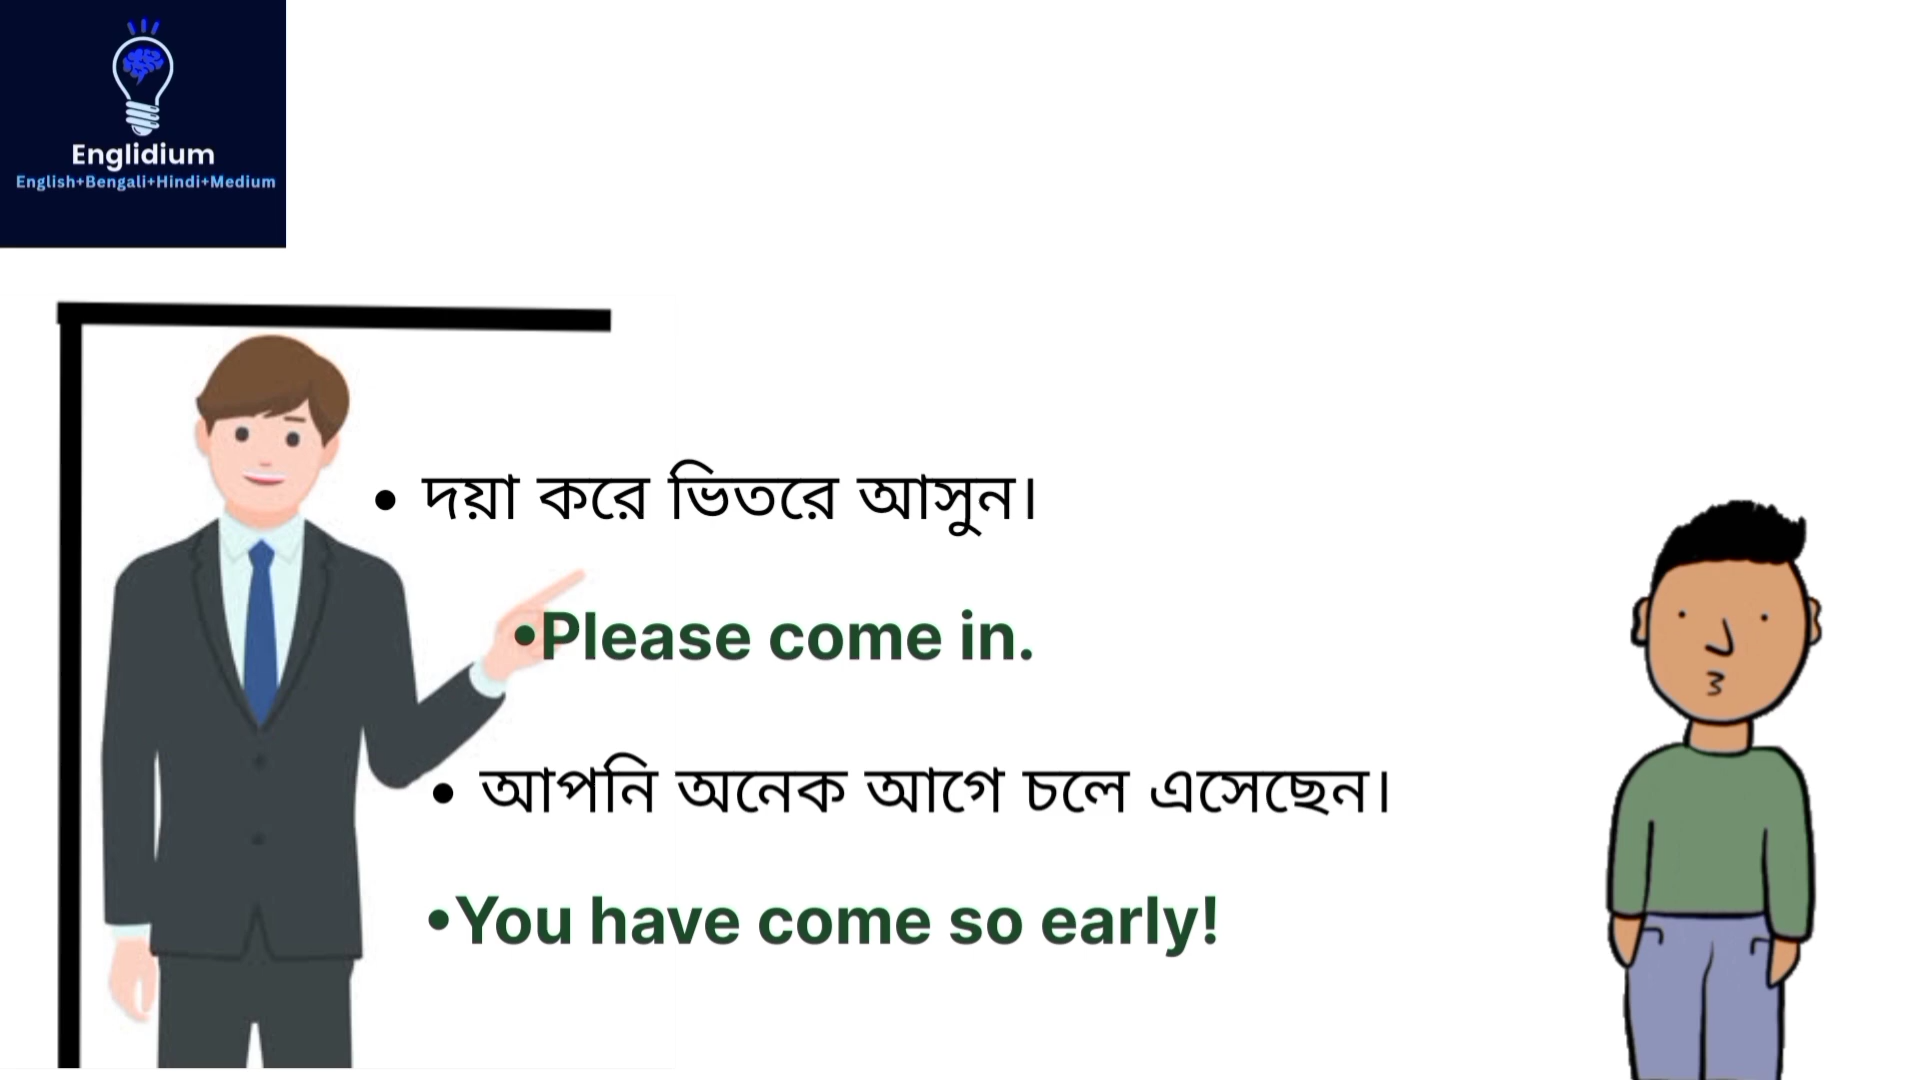 Englidium
English+Bengali+Hindi+Medium
• দয়া করে ভিতরে আসুন।
•Please come in.
• আপনি অনেক আগে চলে এসেছেন।
•You have come so early!